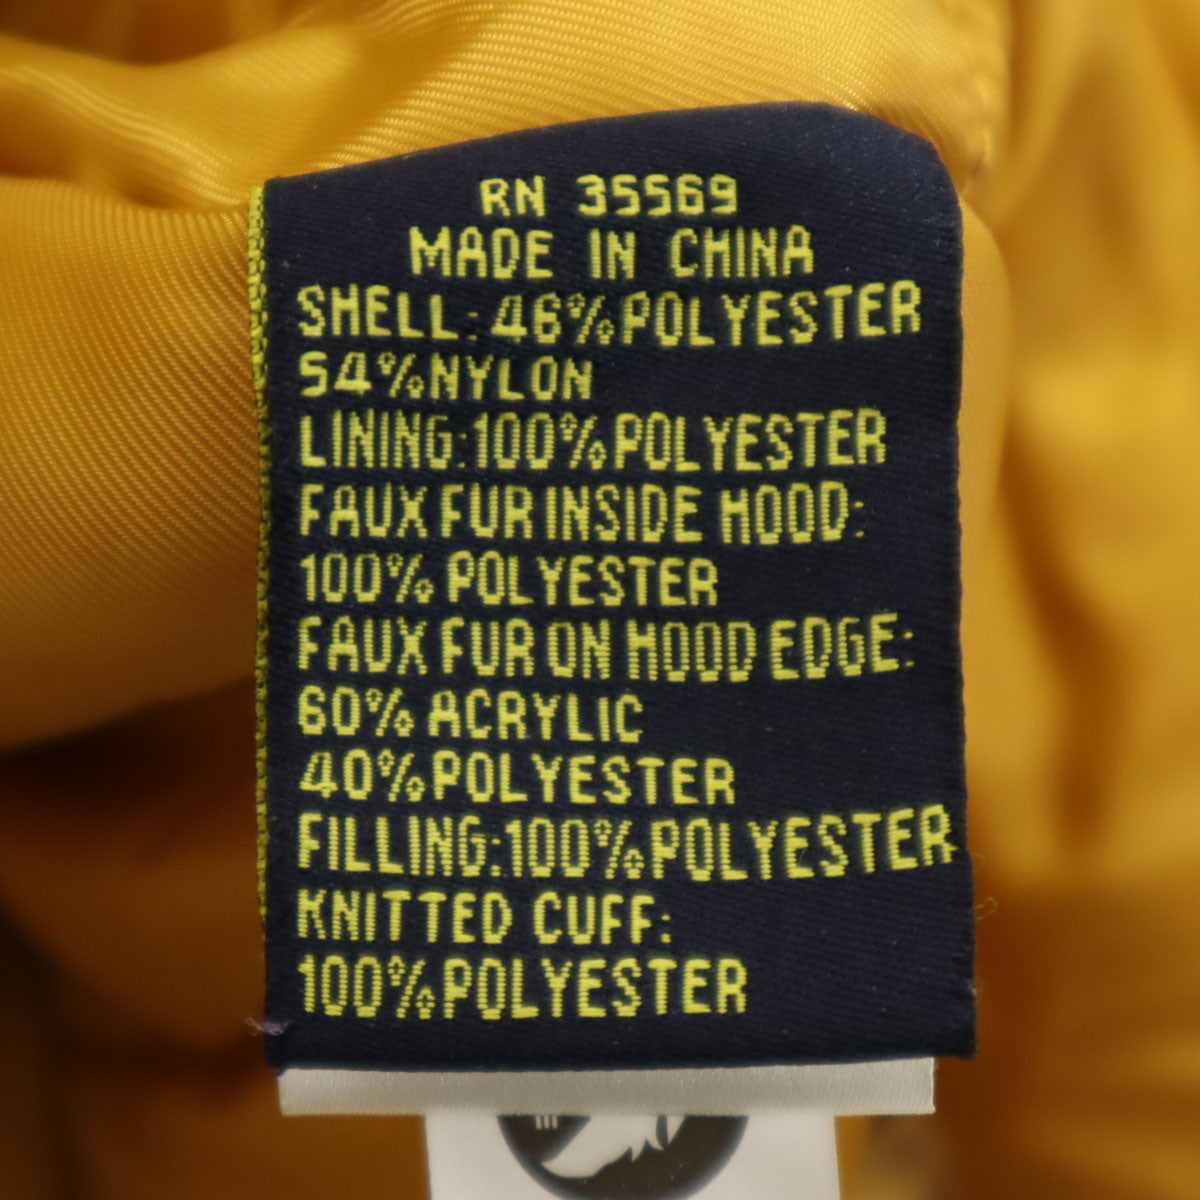 RN 35569
MADE IN CHINA
SHELL: 46%POLYESTER
54%NYLON
LINING:100%POLYESTER
FAUX FUR INSIDE HOOD:
100% POLYESTER
FAUX FUR ON HOOD EDGE:
60% ACRYLIC
40%POLYESTER
FILLING:100%POLYESTER
KNITTED CUFF:
100%POLYESTER